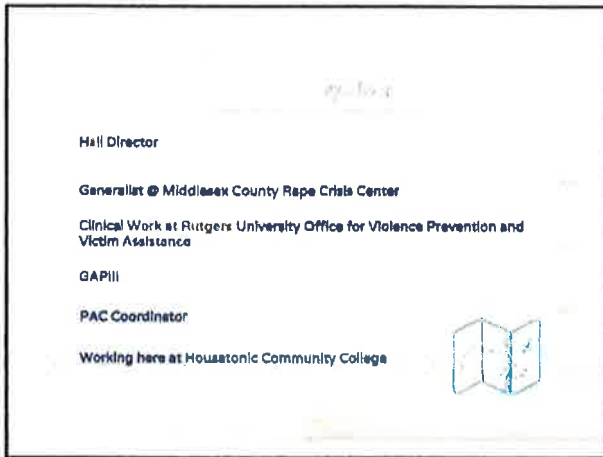 Hall Director
Generalist @ Middlesex County Rape Crisis Center
Clinical Work at Rutgers University Office for Violence Prevention and
Victim Assistance
GAPIII
PAC Coordinator
Working here at Housatonic Community College